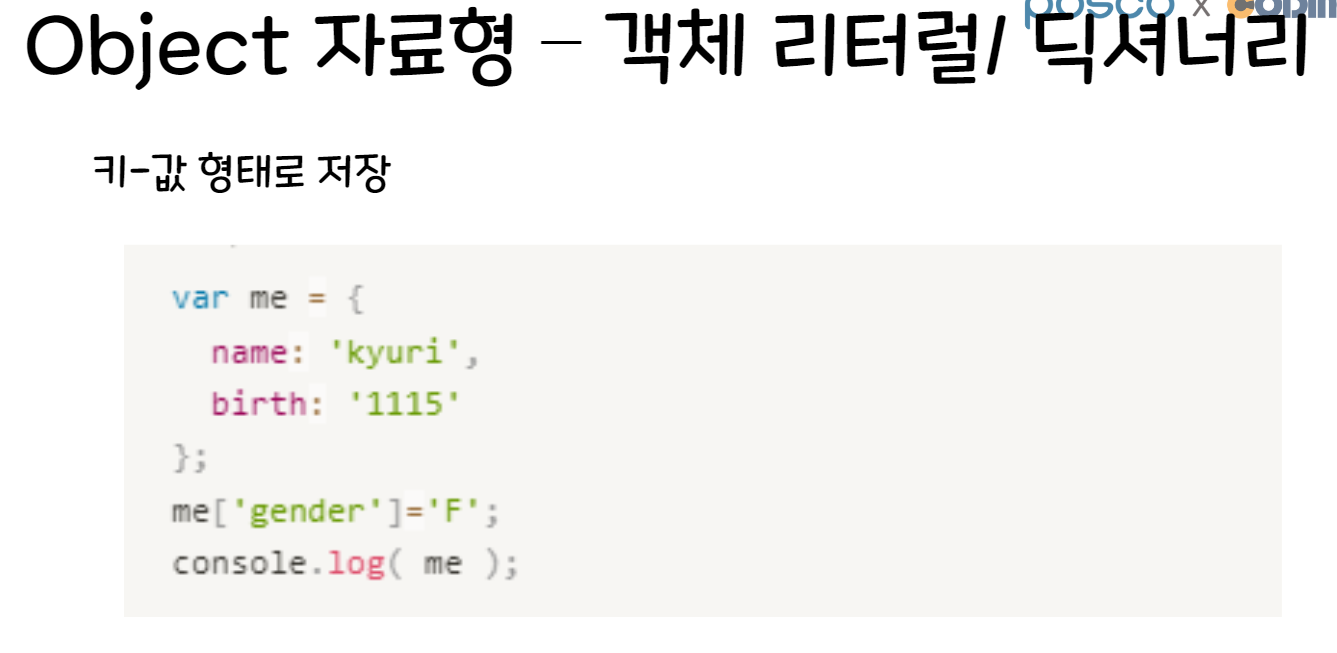 posco x
Object 자료형 – 객체 리터럴/ 딕셔너리
키-값 형태로 저장
var me = {
  name: 'kyuri',
  birth: '1115'
};
me['gender']='F';
console.log( me );